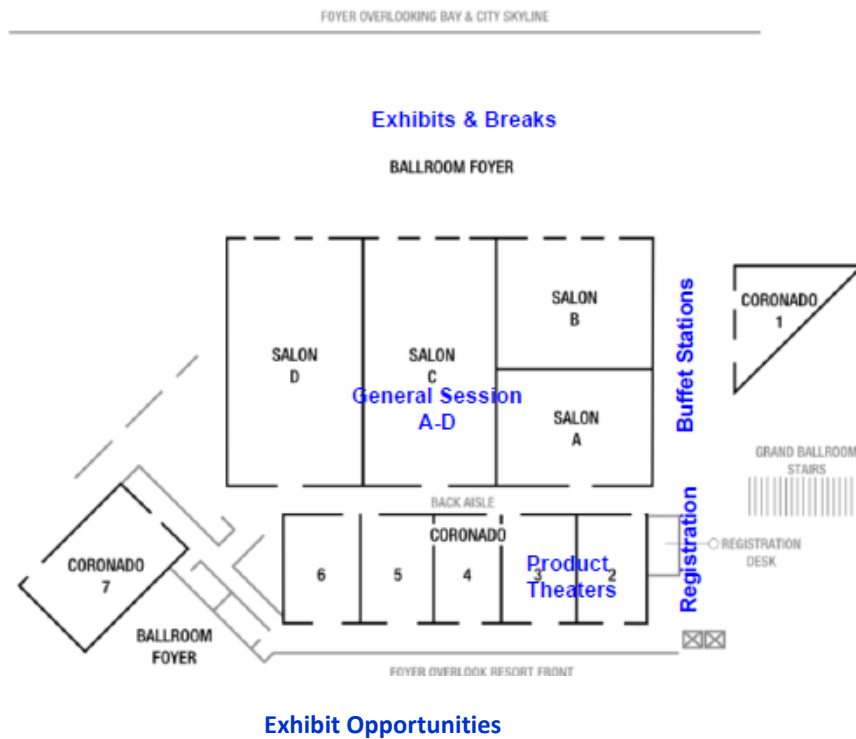 FOYER OVERLOOKING BAY & CITY SKYLINE
Exhibits & Breaks
BALLROOM FOYER
SALON
D
SALON
C
SALON
B
SALON
A
General Session
A-D
Buffet Stations
CORONADO
1
GRAND BALLROOM
STAIRS
BACK AISLE
CORONADO
6
5
4
3
2
Product
Theaters
Registration
REGISTRATION
DESK
CORONADO
7
BALLROOM
FOYER
FOYER OVERLOOK RESORT FRONT
Exhibit Opportunities